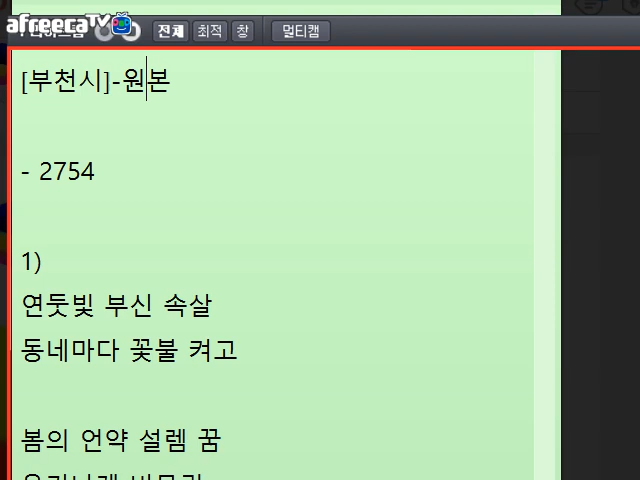 afreecaTV
전체 최적 창 멀티캠
[부천시]-원본
- 2754
1)
연둣빛 부신 속살
동네마다 꽃불 켜고
봄의 언약 설렘 꿈